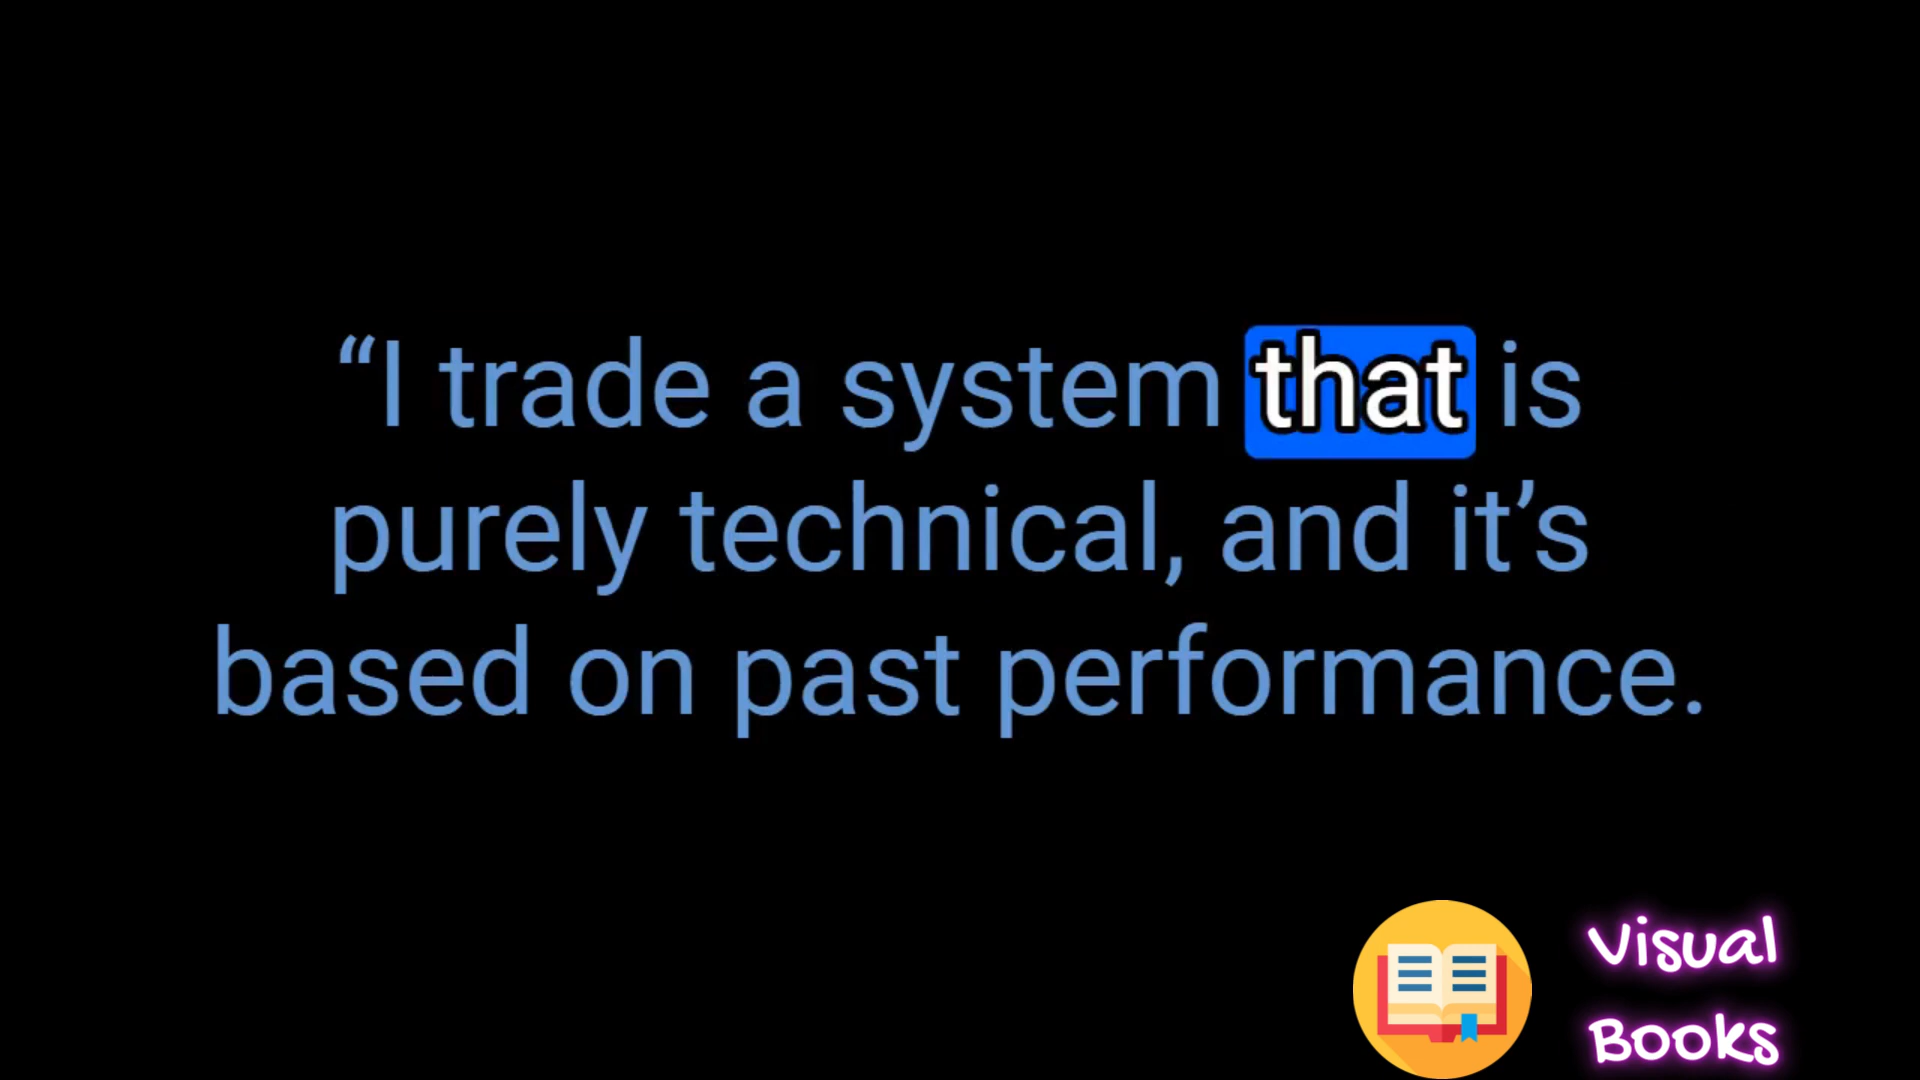 “I trade a system that is
purely technical, and it’s
based on past performance.
Visual
Books